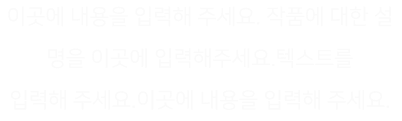 이곳에 내용을 입력해 주세요. 작품에 대한 설
명을 이곳에 입력해주세요.텍스트를
입력해 주세요.이곳에 내용을 입력해 주세요.